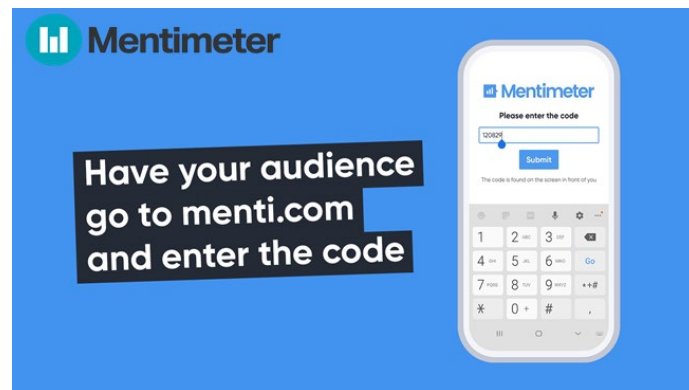 Mentimeter
Have your audience
go to menti.com
and enter the code
Mentimeter
Please enter the code
120829
Submit
The code is found on the screen in front of you
1 2 ABC 3 DEF
4 GHI 5 JKL 6 MNO Go
7 PQRS 8 TUV 9 WXYZ *+#
* 0 + # ,